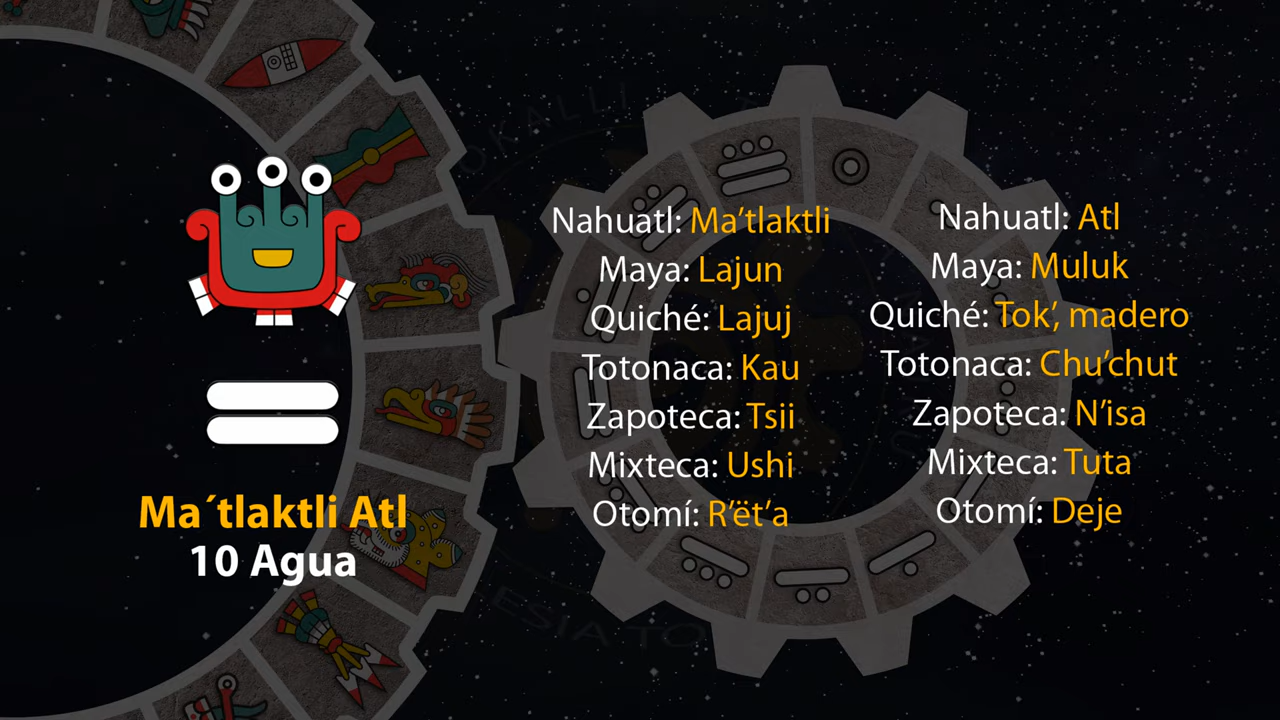 Nahuatl: Ma’tlaktli
Maya: Lajun
Quiché: Lajuj
Totonaca: Kau
Zapoteca: Tsii
Mixteca: Ushi
Otomí: R’ët’a
Nahuatl: Atl
Maya: Muluk
Quiché: Tok’, madero
Totonaca: Chu’chut
Zapoteca: N’isa
Mixteca: Tuta
Otomí: Deje
Ma´tlaktli Atl
10 Agua